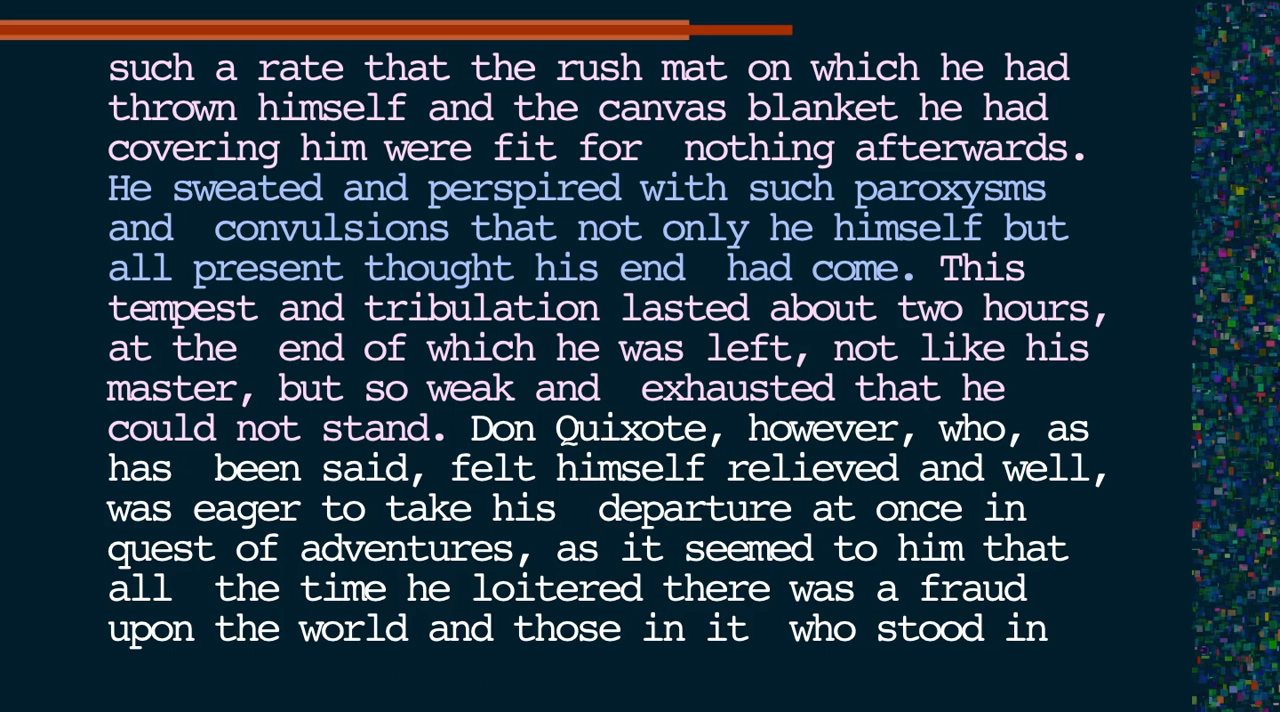 such a rate that the rush mat on which he had
thrown himself and the canvas blanket he had
covering him were fit for  nothing afterwards.
He sweated and perspired with such paroxysms
and  convulsions that not only he himself but
all present thought his end  had come. This
tempest and tribulation lasted about two hours,
at the  end of which he was left, not like his
master, but so weak and  exhausted that he
could not stand. Don Quixote, however, who, as
has  been said, felt himself relieved and well,
was eager to take his  departure at once in
quest of adventures, as it seemed to him that
all  the time he loitered there was a fraud
upon the world and those in it  who stood in